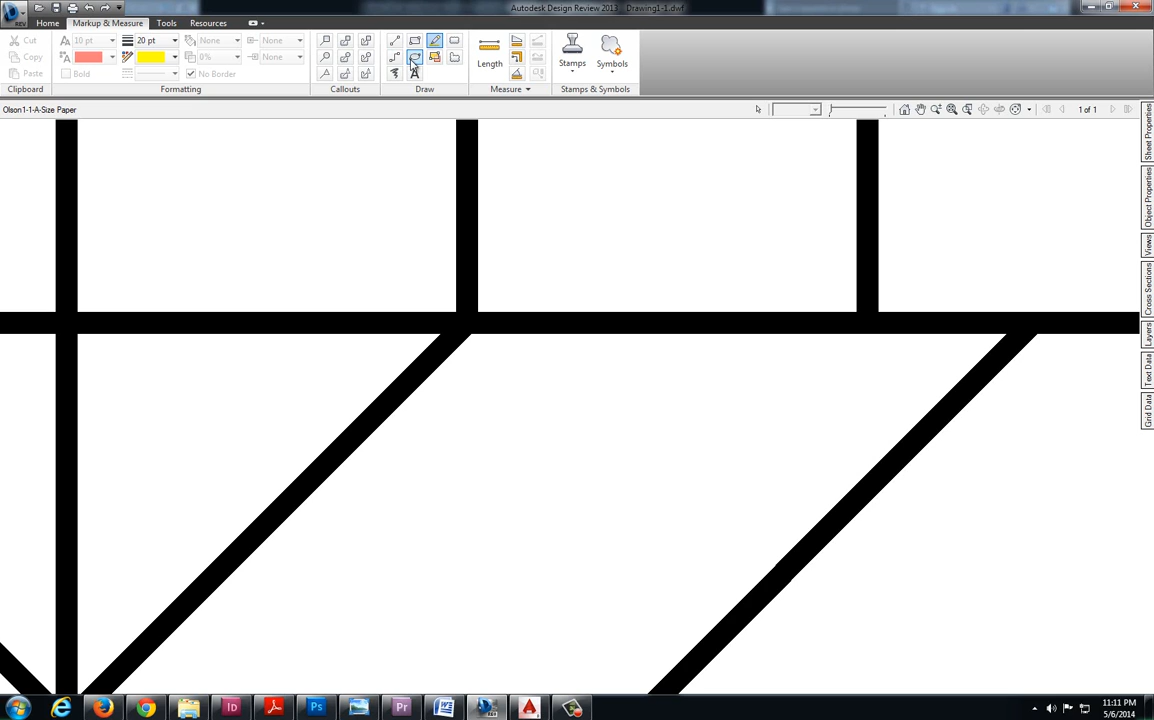 Autodesk Design Review 2013 Drawing1-1.dwf
REV
Home Markup & Measure Tools Resources
Cut 10 pt 20 pt None None
Copy 0% None
Paste Bold No Border
Length Stamps Symbols
Clipboard Formatting Callouts Draw Measure Stamps & Symbols
Olson1-1-A-Size Paper 1 of 1
Sheet Properties
Object Properties
Views
Cross Sections
Layers
Text Data
Grid Data
11:11 PM
5/6/2014